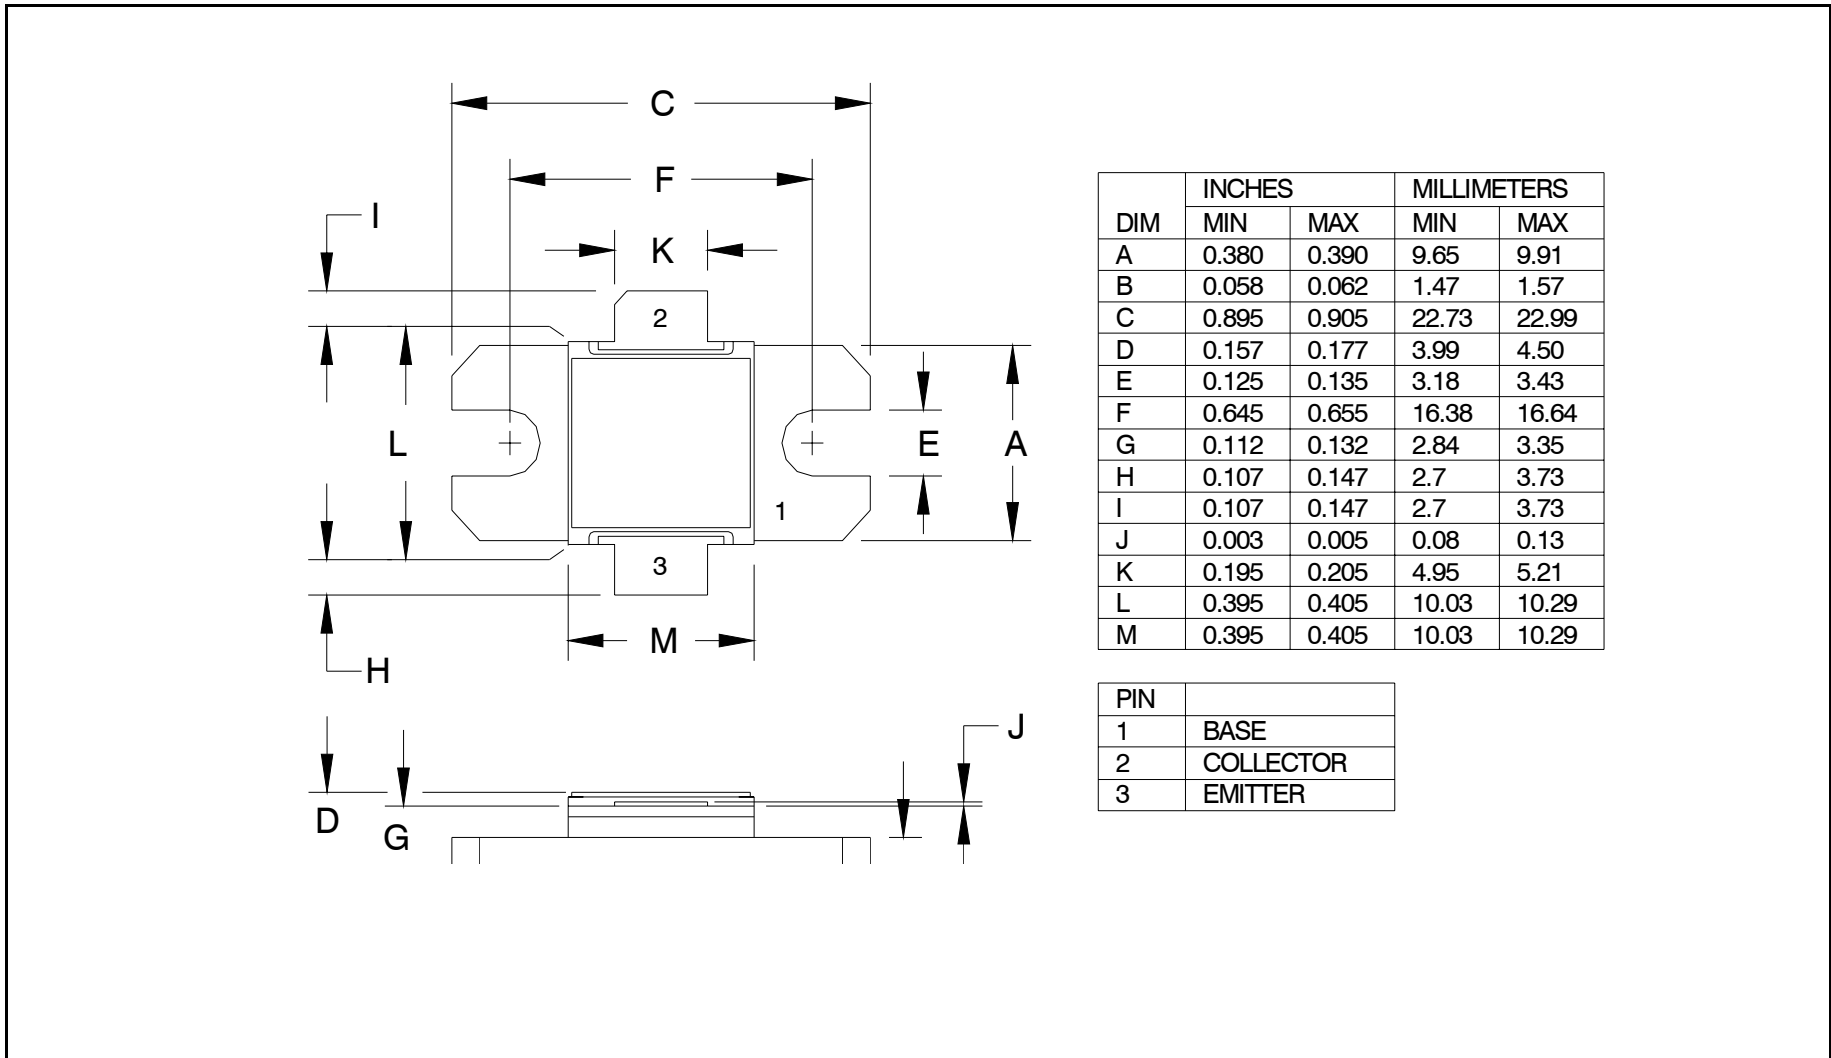 C
F
I
K
2
L
E
A
1
3
M
H
J
D
G
INCHES MILLIMETERS
DIM MIN MAX MIN MAX
A 0.380 0.390 9.65 9.91
B 0.058 0.062 1.47 1.57
C 0.895 0.905 22.73 22.99
D 0.157 0.177 3.99 4.50
E 0.125 0.135 3.18 3.43
F 0.645 0.655 16.38 16.64
G 0.112 0.132 2.84 3.35
H 0.107 0.147 2.7 3.73
I 0.107 0.147 2.7 3.73
J 0.003 0.005 0.08 0.13
K 0.195 0.205 4.95 5.21
L 0.395 0.405 10.03 10.29
M 0.395 0.405 10.03 10.29
PIN
1 BASE
2 COLLECTOR
3 EMITTER